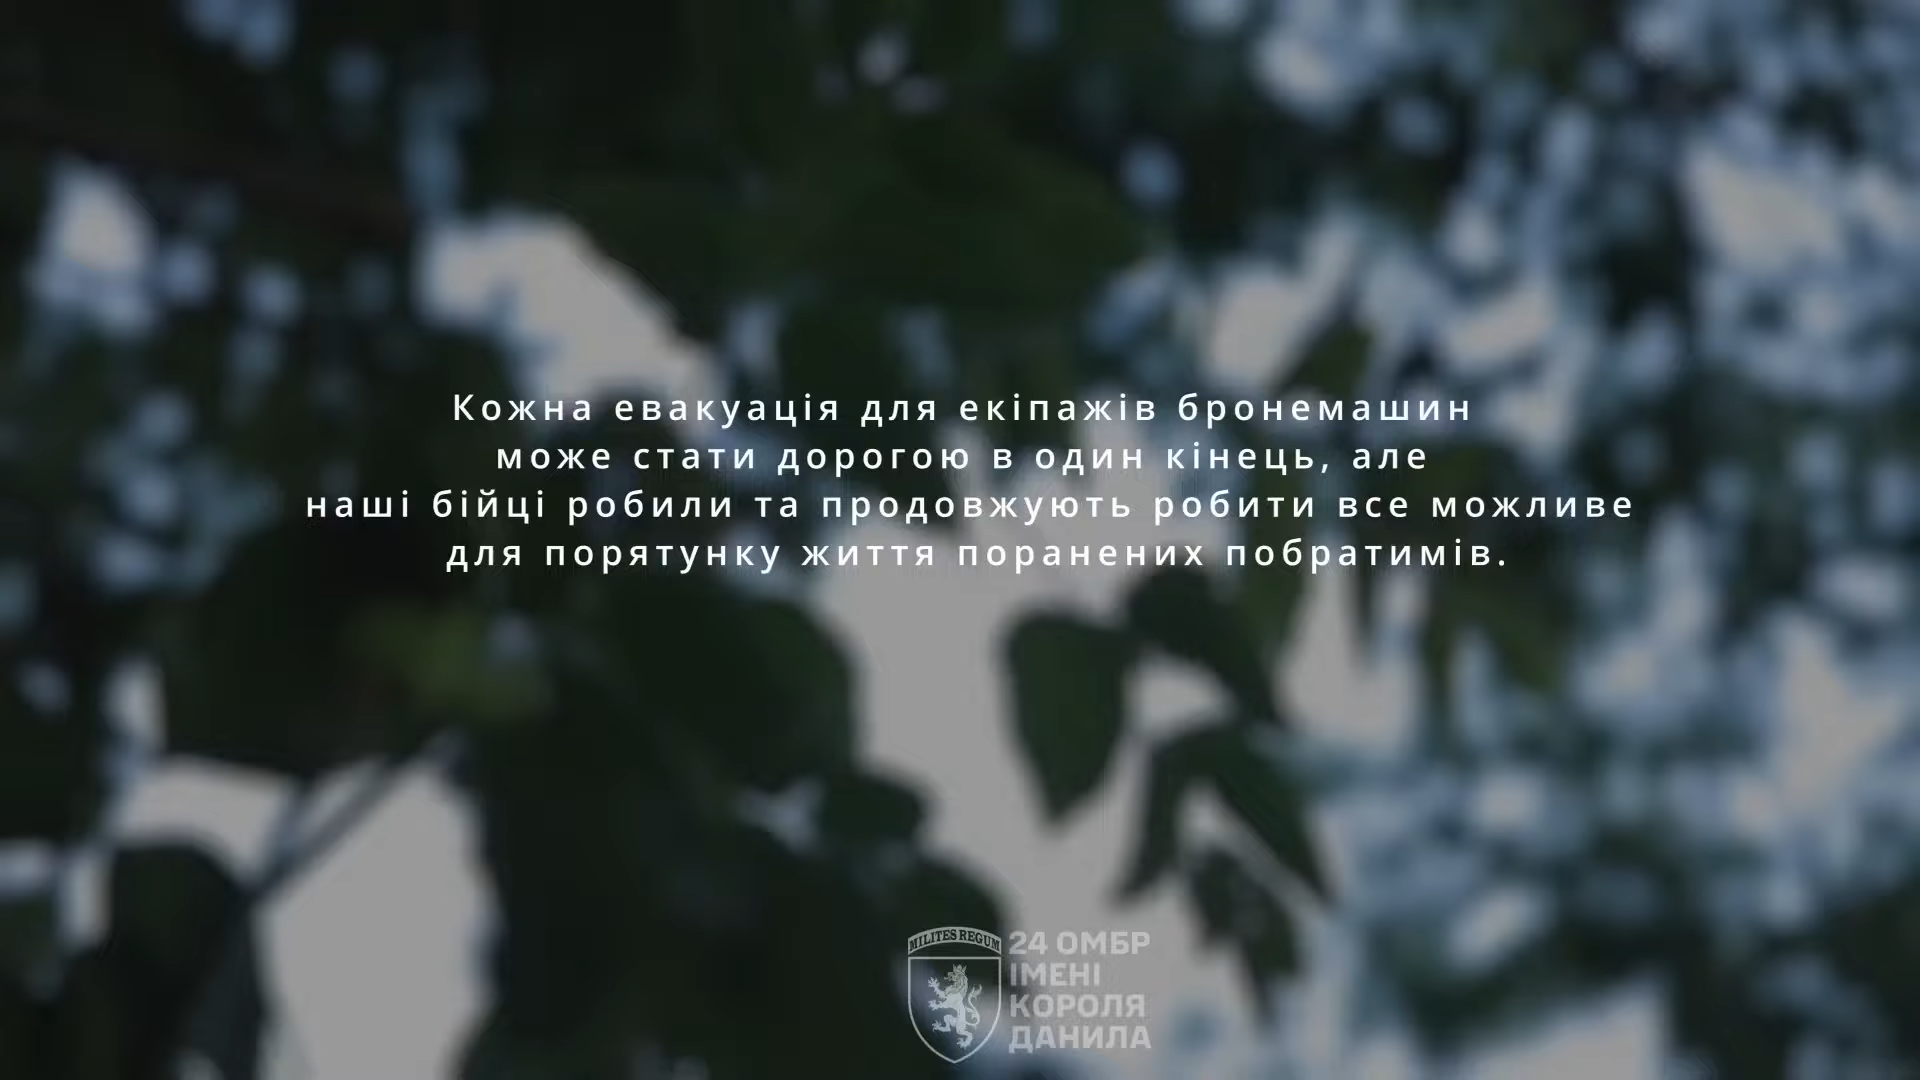 Кожна евакуація для екіпажів бронемашин
може стати дорогою в один кінець, але
наші бійці робили та продовжують робити все можливе
для порятунку життя поранених побратимів.
MILITES REGUM
24 ОМБР
ІМЕНІ
КОРОЛЯ
ДАНИЛА